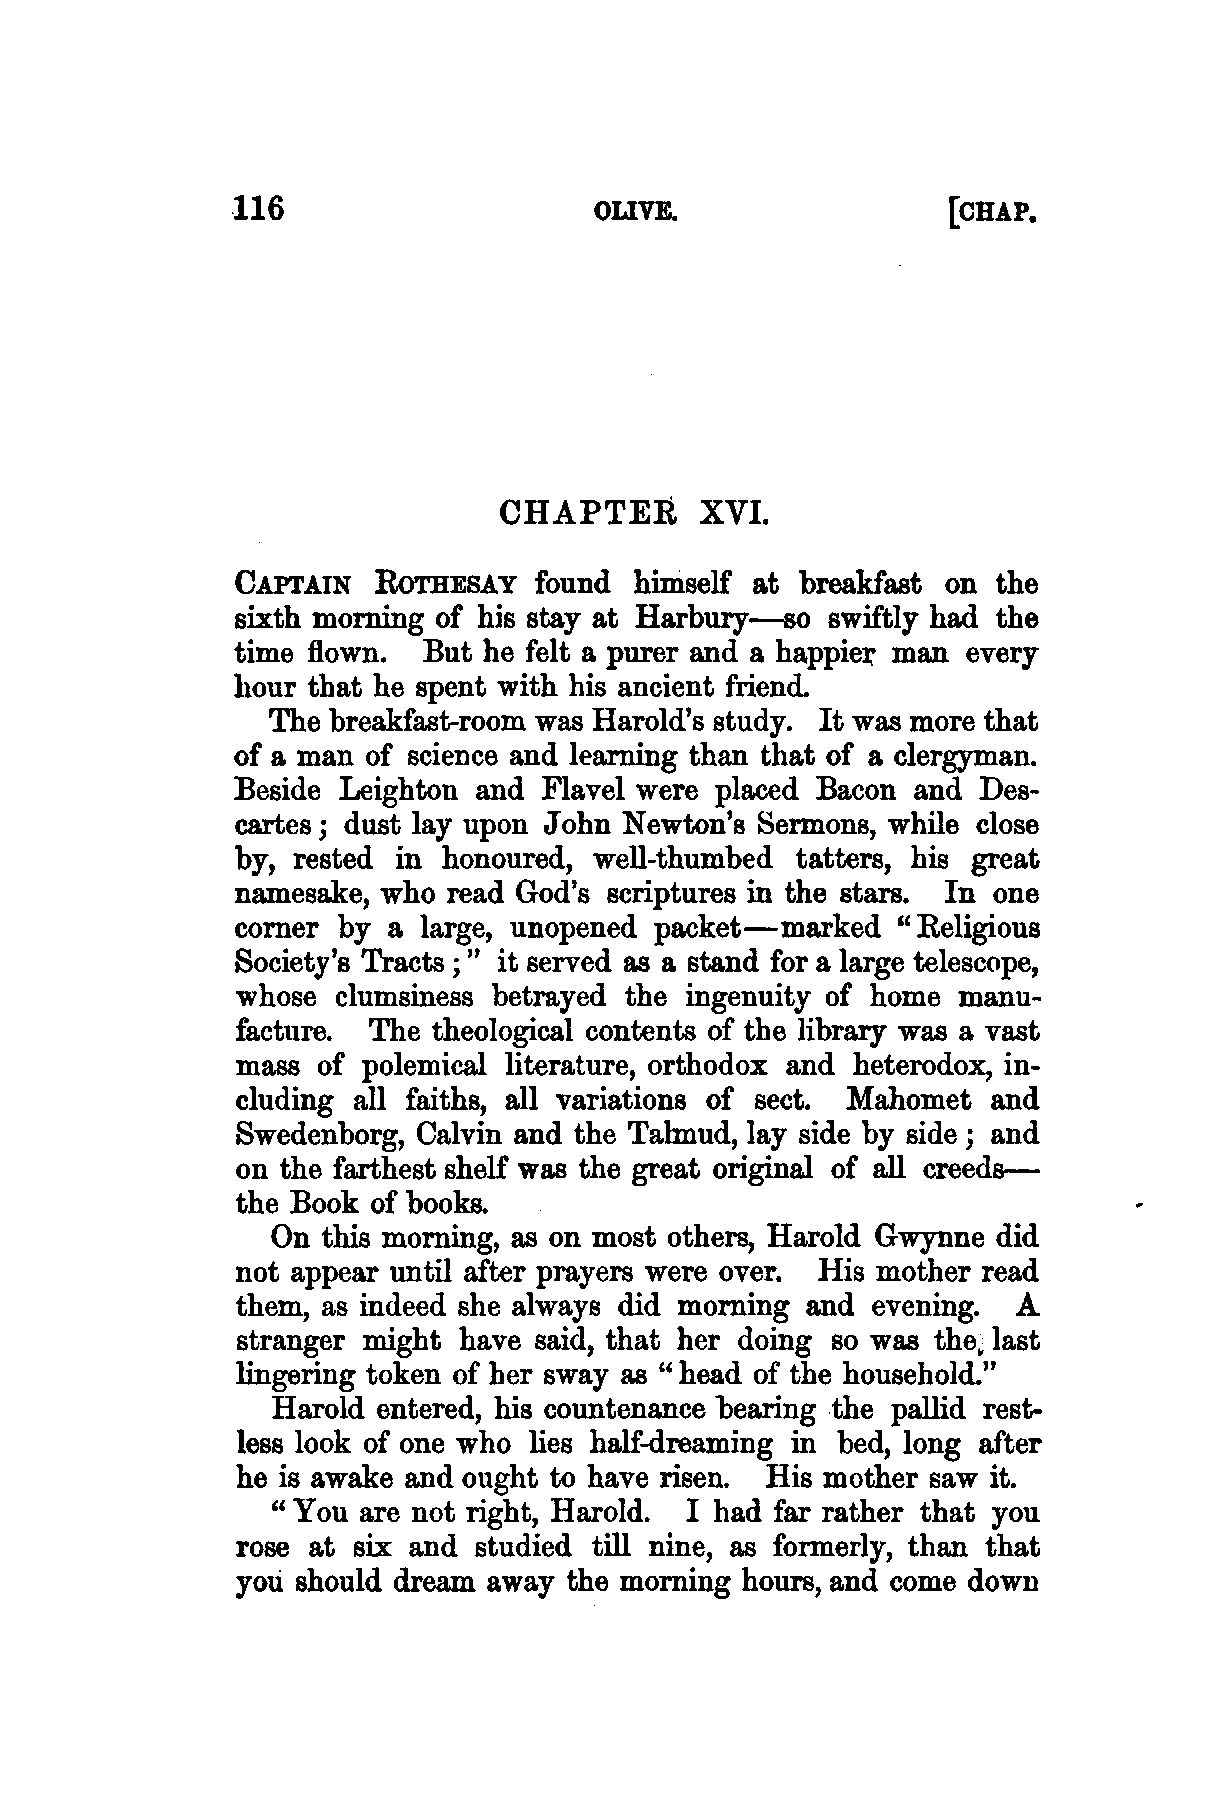 116 OLIVE. [CHAP.
CHAPTER XVI.
CAPTAIN ROTHESAY found himself at breakfast on the
sixth morning of his stay at Harbury—so swiftly had the
time flown. But he felt a purer and a happier man every
hour that he spent with his ancient friend.
The breakfast-room was Harold's study. It was more that
of a man of science and learning than that of a clergyman.
Beside Leighton and Flavel were placed Bacon and Des-
cartes; dust lay upon John Newton's Sermons, while close
by, rested in honoured, well-thumbed tatters, his great
namesake, who read God's scriptures in the stars. In one
corner by a large, unopened packet—marked "Religious
Society's Tracts;" it served as a stand for a large telescope,
whose clumsiness betrayed the ingenuity of home manu-
facture. The theological contents of the library was a vast
mass of polemical literature, orthodox and heterodox, in-
cluding all faiths, all variations of sect. Mahomet and
Swedenborg, Calvin and the Talmud, lay side by side; and
on the farthest shelf was the great original of all creeds—
the Book of books.
On this morning, as on most others, Harold Gwynne did
not appear until after prayers were over. His mother read
them, as indeed she always did morning and evening. A
stranger might have said, that her doing so was the last
lingering token of her sway as "head of the household."
Harold entered, his countenance bearing the pallid rest-
less look of one who lies half-dreaming in bed, long after
he is awake and ought to have risen. His mother saw it.
"You are not right, Harold. I had far rather that you
rose at six and studied till nine, as formerly, than that
you should dream away the morning hours, and come down